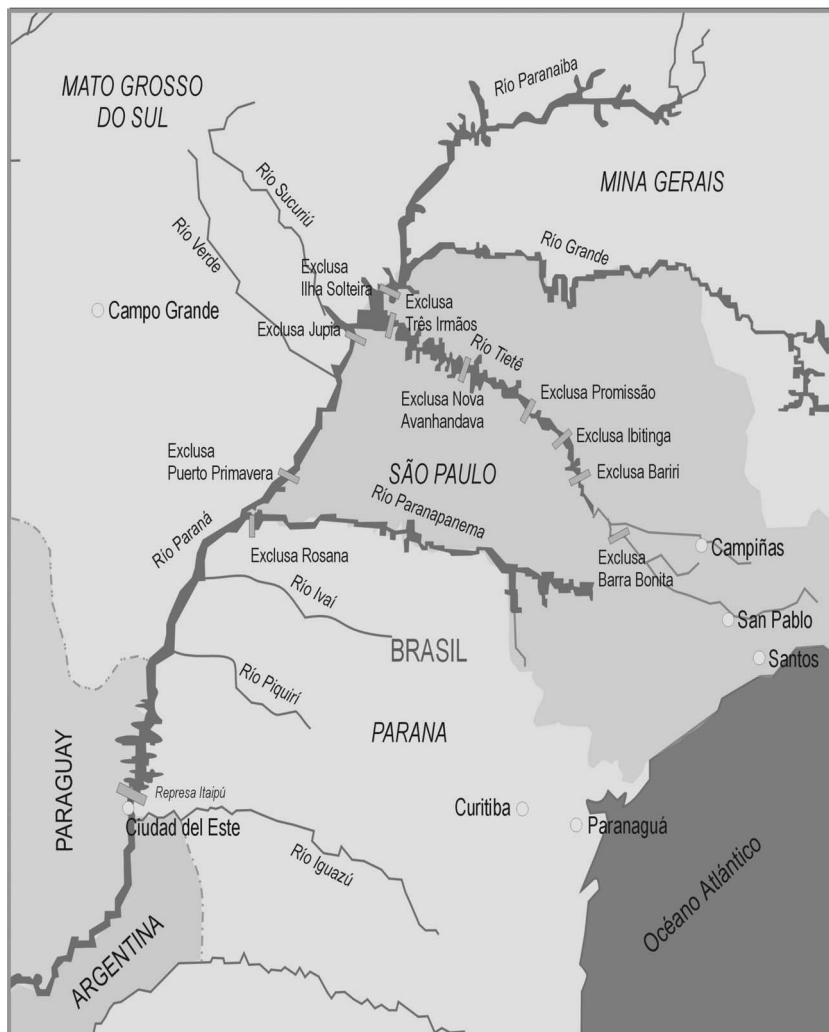 Río Paranaiba
MATO GROSSO
DO SUL
MINA GERAIS
Río Sucuriú
Río Verde
Río Grande
Exclusa
Ilha Solteira
Exclusa
Três Irmãos
Campo Grande
Exclusa Jupia
Río Tietê
Exclusa Nova
Avanhandava
Exclusa Promissão
Exclusa Ibitinga
Exclusa Bariri
Exclusa
Puerto Primavera
SÃO PAULO
Río Paranapanema
Río Paraná
Exclusa Rosana
Campiñas
Exclusa
Barra Bonita
Río Ivaí
San Pablo
BRASIL
Santos
Río Piquirí
PARANA
PARAGUAY
Represa Itaipú
Ciudad del Este
Curitiba
Paranaguá
Río Iguazú
Océano Atlántico
ARGENTINA